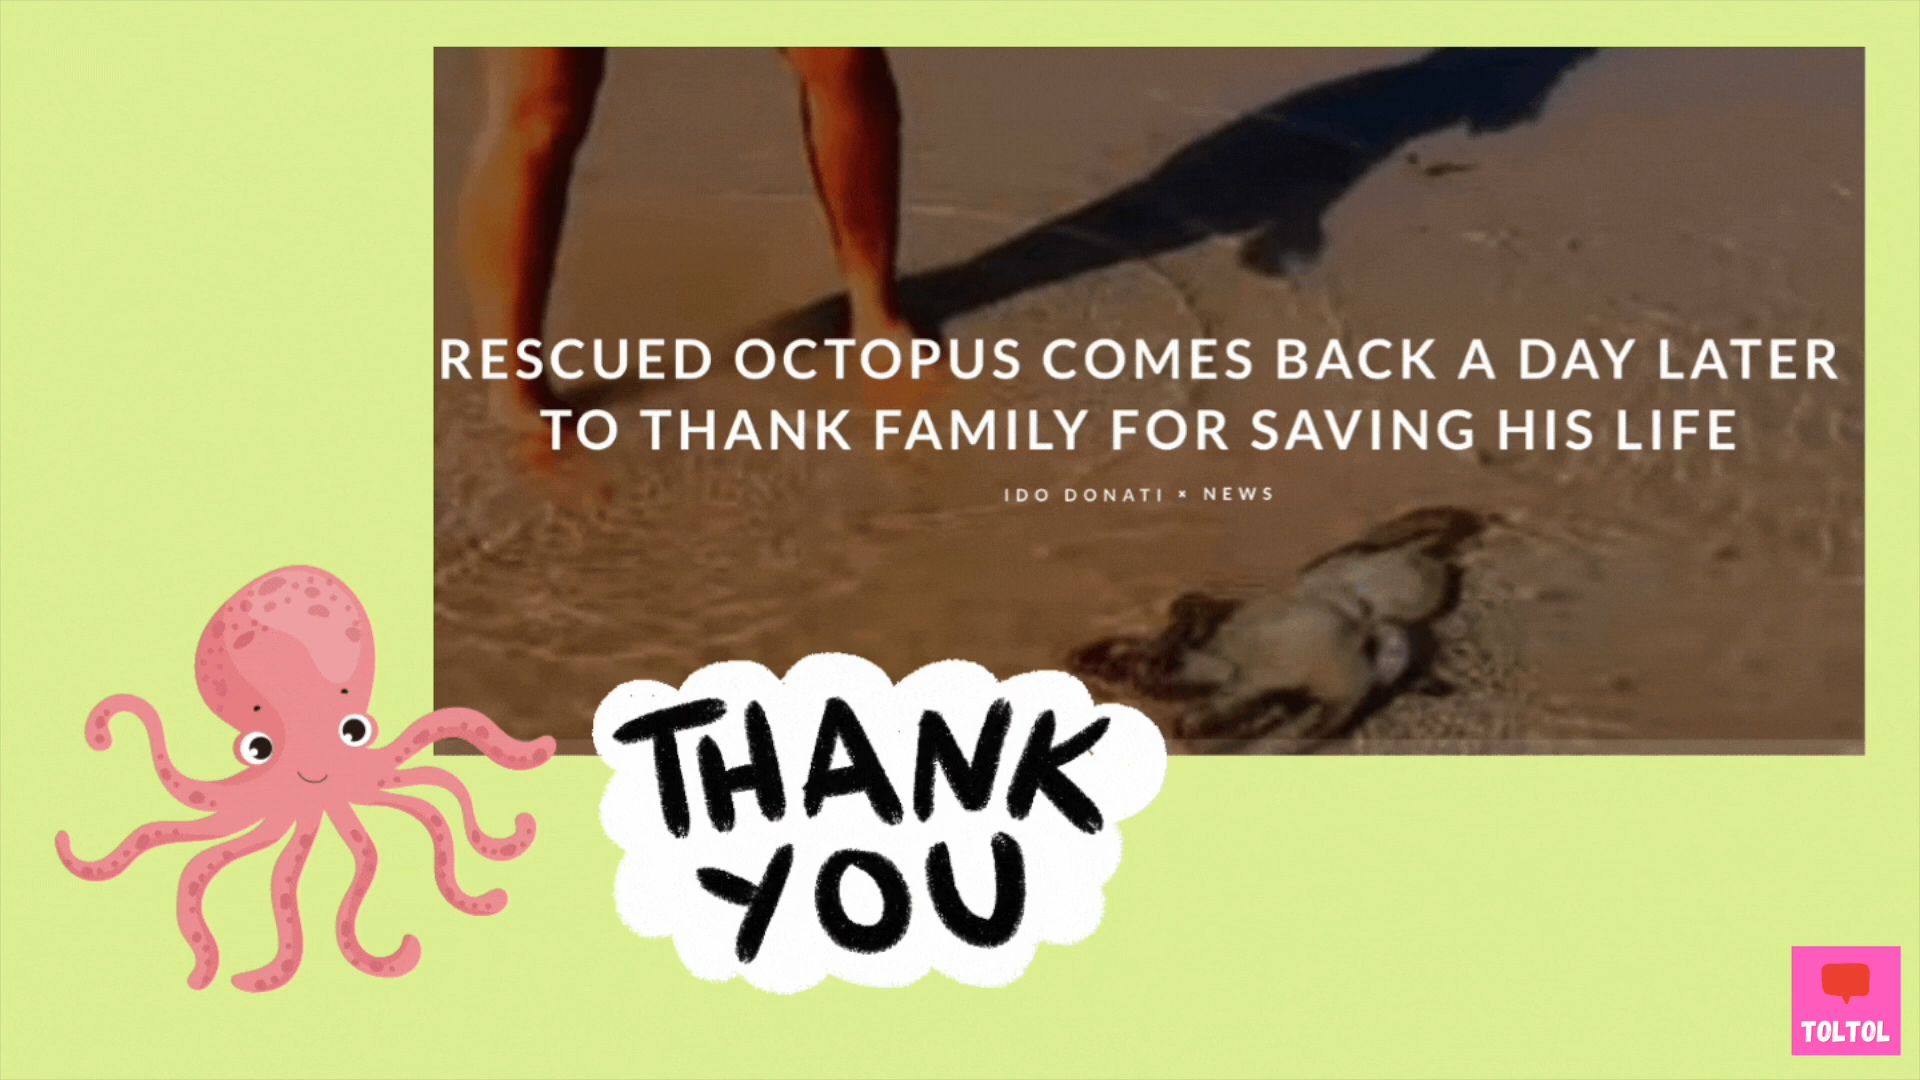 RESCUED OCTOPUS COMES BACK A DAY LATER
TO THANK FAMILY FOR SAVING HIS LIFE
IDO DONATI × NEWS
THANK
YOU
TOLTOL